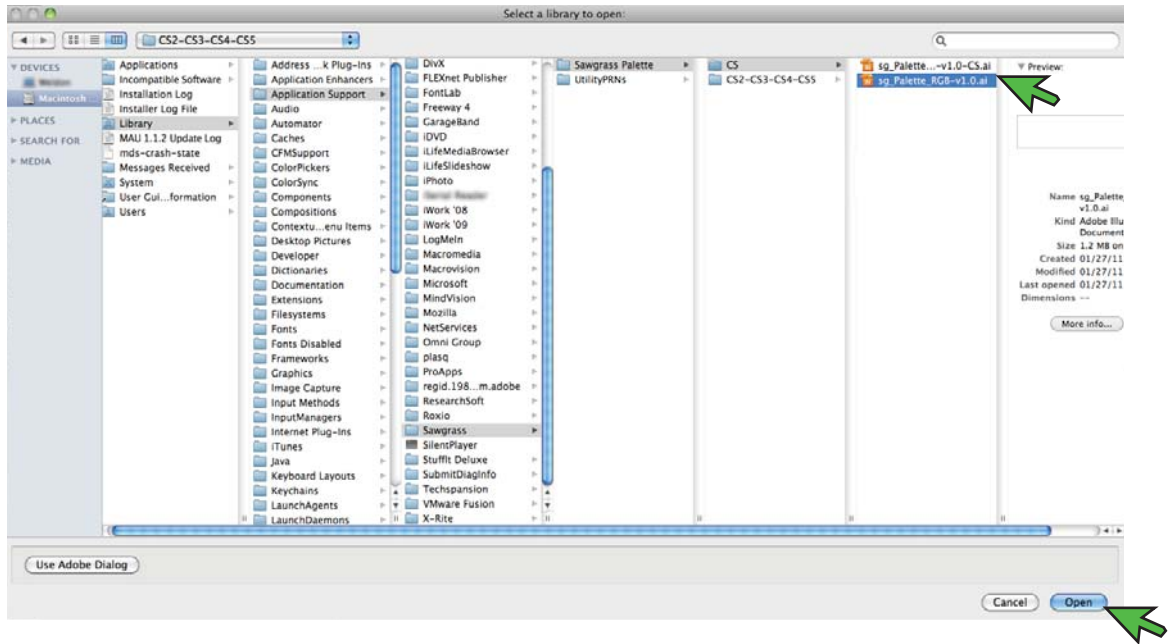 Select a library to open:
CS2-CS3-CS4-CS5
DEVICES
Macintosh
PLACES
SEARCH FOR
MEDIA
Applications
Incompatible Software
Installation Log
Installer Log File
Library
MAU 1.1.2 Update Log
mds-crash-state
Messages Received
System
User Gui...formation
Users
Address ...k Plug-Ins
Application Enhancers
Application Support
Audio
Automator
Caches
CFMSupport
ColorPickers
ColorSync
Components
Compositions
Contextu...enu Items
Desktop Pictures
Developer
Dictionaries
Documentation
Extensions
Filesystems
Fonts
Fonts Disabled
Frameworks
Graphics
Image Capture
Input Methods
InputManagers
Internet Plug-Ins
iTunes
Java
Keyboard Layouts
Keychains
LaunchAgents
LaunchDaemons
DivX
FLEXnet Publisher
FontLab
Freeway 4
GarageBand
iDVD
iLifeMediaBrowser
iLifeSlideshow
iPhoto
iWork '08
iWork '09
LogMeIn
Macromedia
Macrovision
Microsoft
MindVision
Mozilla
NetServices
Omni Group
plasq
ProApps
regid.198...m.adobe
ResearchSoft
Roxio
Sawgrass
SilentPlayer
StuffIt Deluxe
SubmitDiagInfo
Techspansion
VMware Fusion
X-Rite
Sawgrass Palette
UtilityPRNs
CS
CS2-CS3-CS4-CS5
sg_Palette...-v1.0-CS.ai
sg_Palette_RGB-v1.0.ai
Preview:
Name sg_Palette_
v1.0.ai
Kind Adobe Illu
Document
Size 1.2 MB on
Created 01/27/11
Modified 01/27/11
Last opened 01/27/11
Dimensions --
More info...
Use Adobe Dialog
Cancel
Open